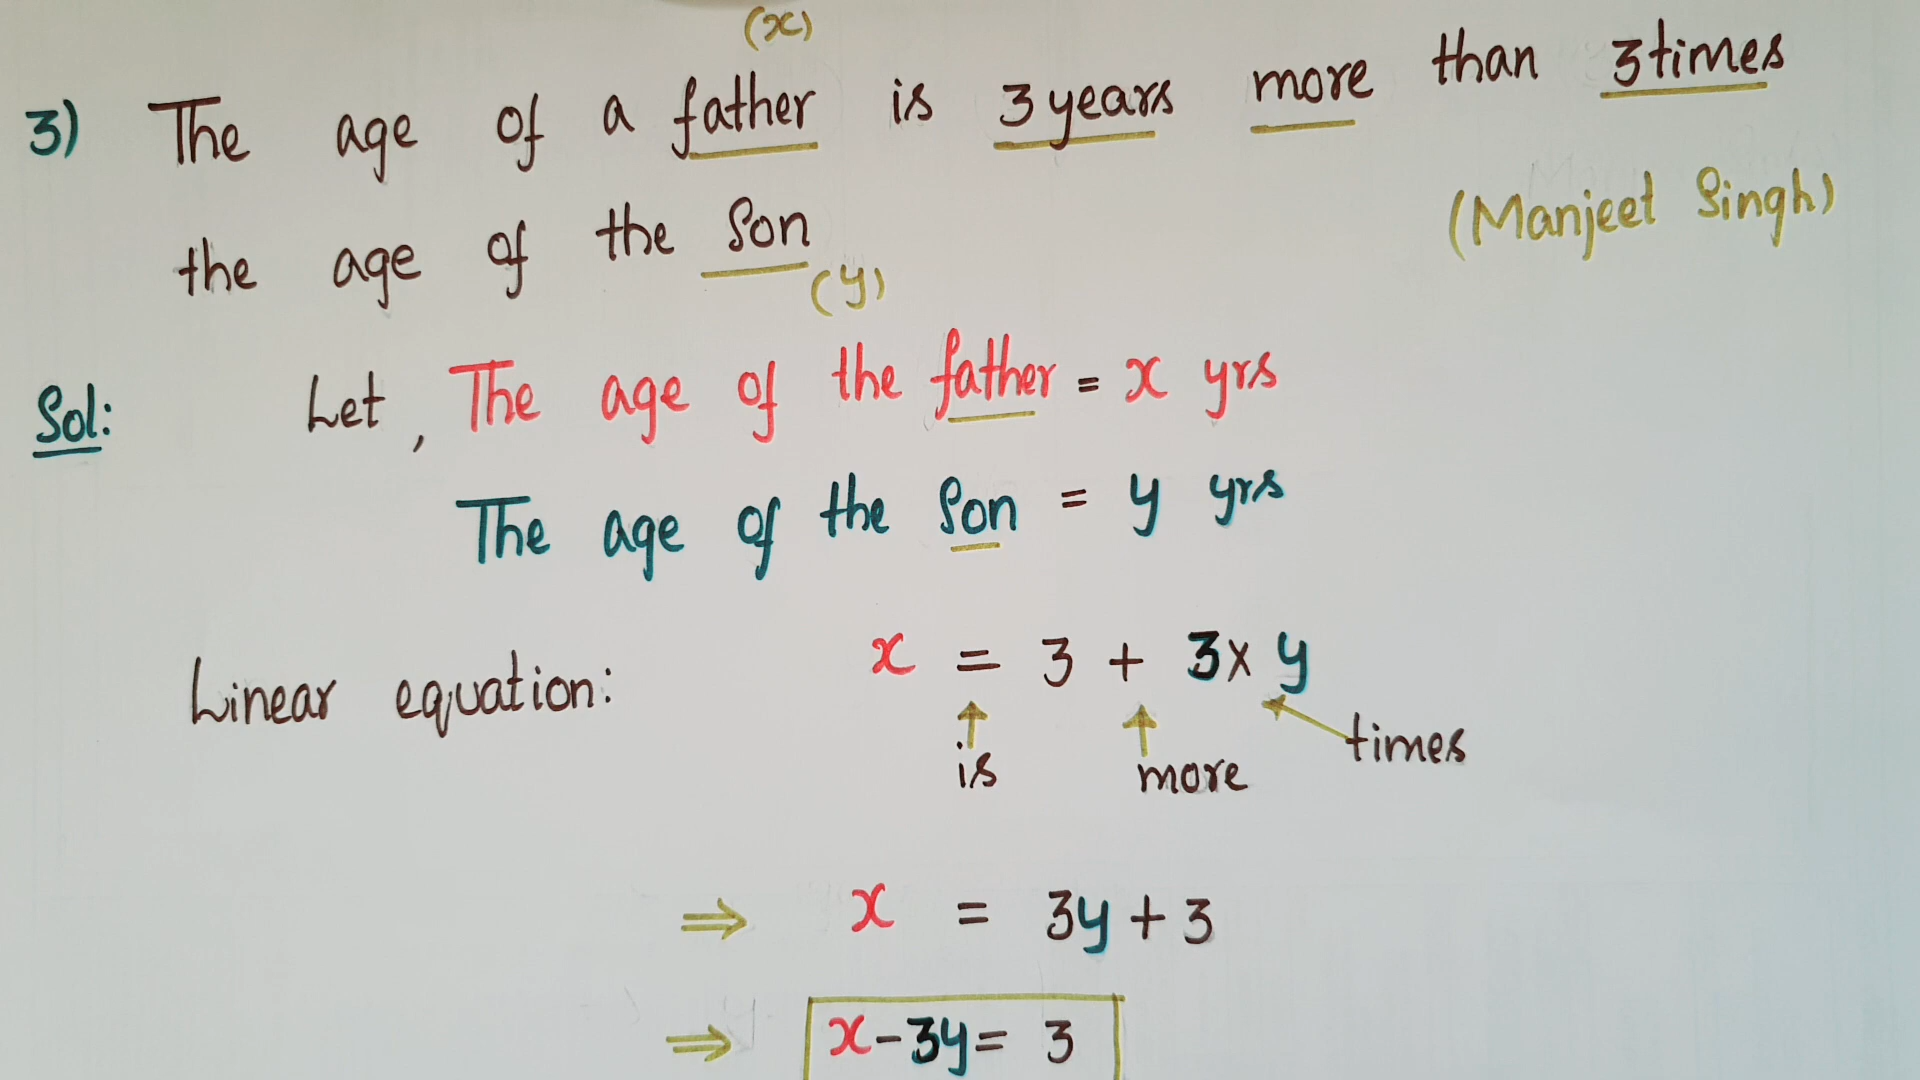 (x)
3) The age of a father is 3 years more than 3 times
(Manjeet Singh)
the age of the Son
(y)
Sol: Let, The age of the father = x yrs
The age of the Son = y yrs
Linear equation: x = 3 + 3 x y
↑ ↑ times
is more
⇒ x = 3y + 3
⇒ x - 3y = 3